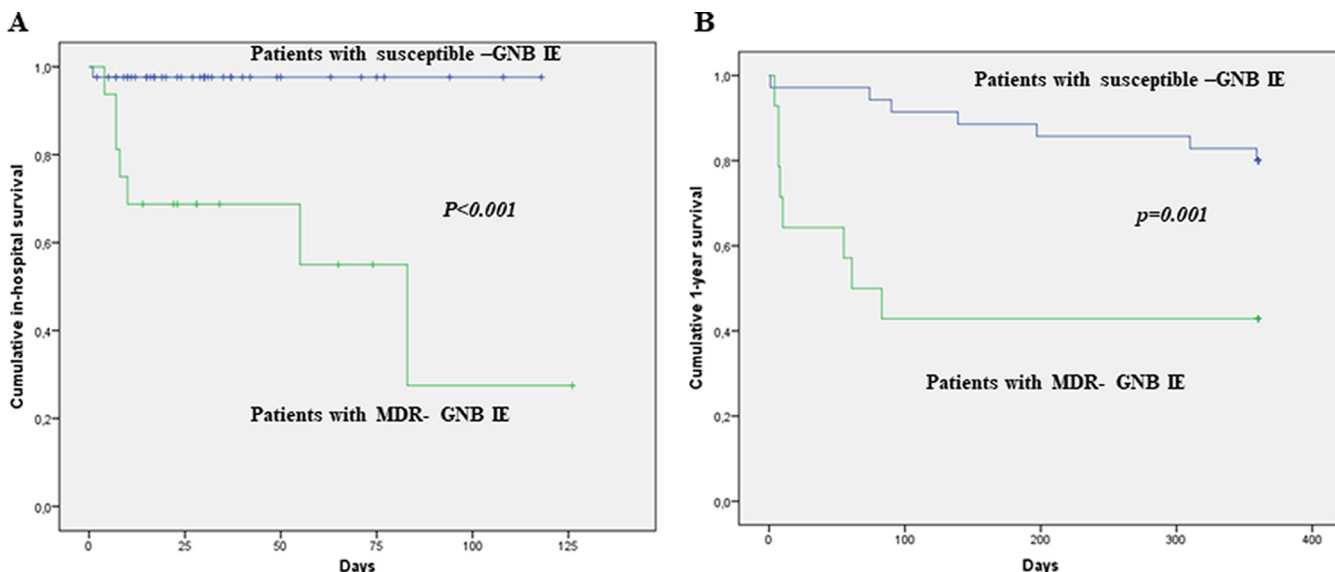 A
Patients with susceptible –GNB IE
1,0
0,8
0,6
0,4
0,2
0,0
Cumulative in-hospital survival
P<0.001
Patients with MDR- GNB IE
0
25
50
75
100
125
Days
B
Patients with susceptible –GNB IE
1,0
0,8
0,6
0,4
0,2
0,0
Cumulative 1-year survival
p=0.001
Patients with MDR- GNB IE
0
100
200
300
400
Days